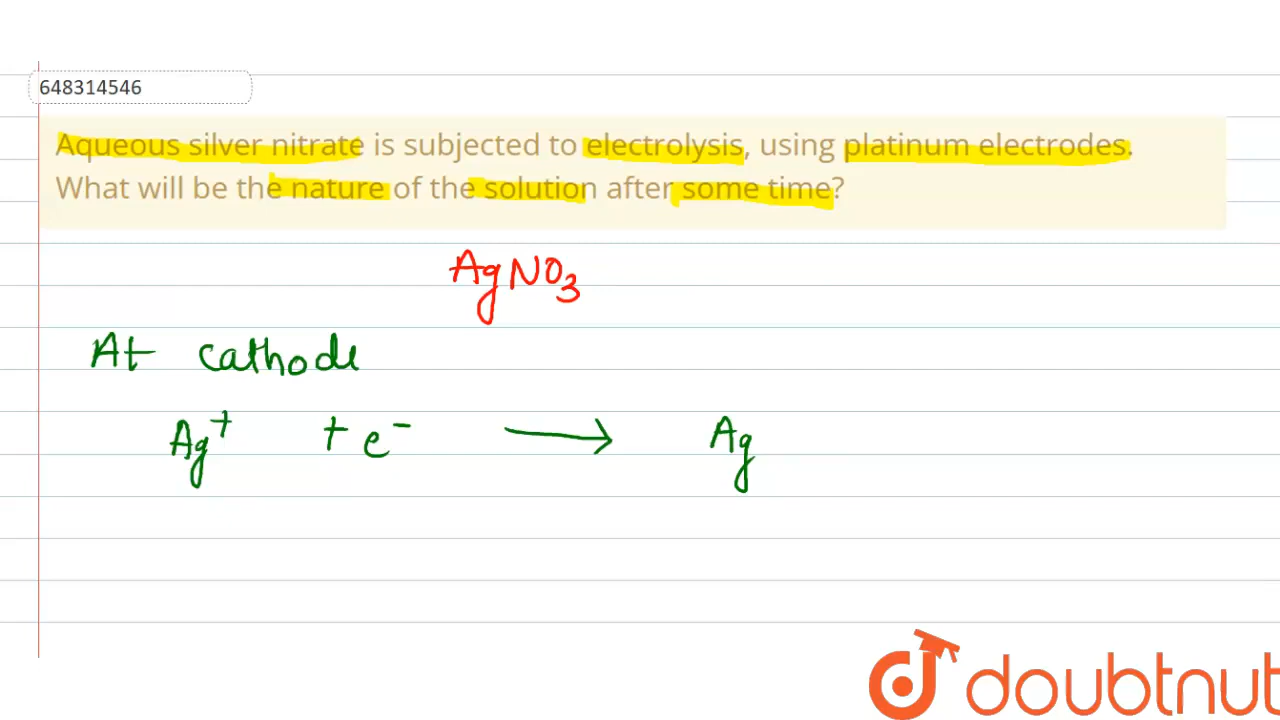 648314546
Aqueous silver nitrate is subjected to electrolysis, using platinum electrodes.
What will be the nature of the solution after some time?
AgNO₃
At cathode
Ag⁺ + e⁻ → Ag
doubtnut